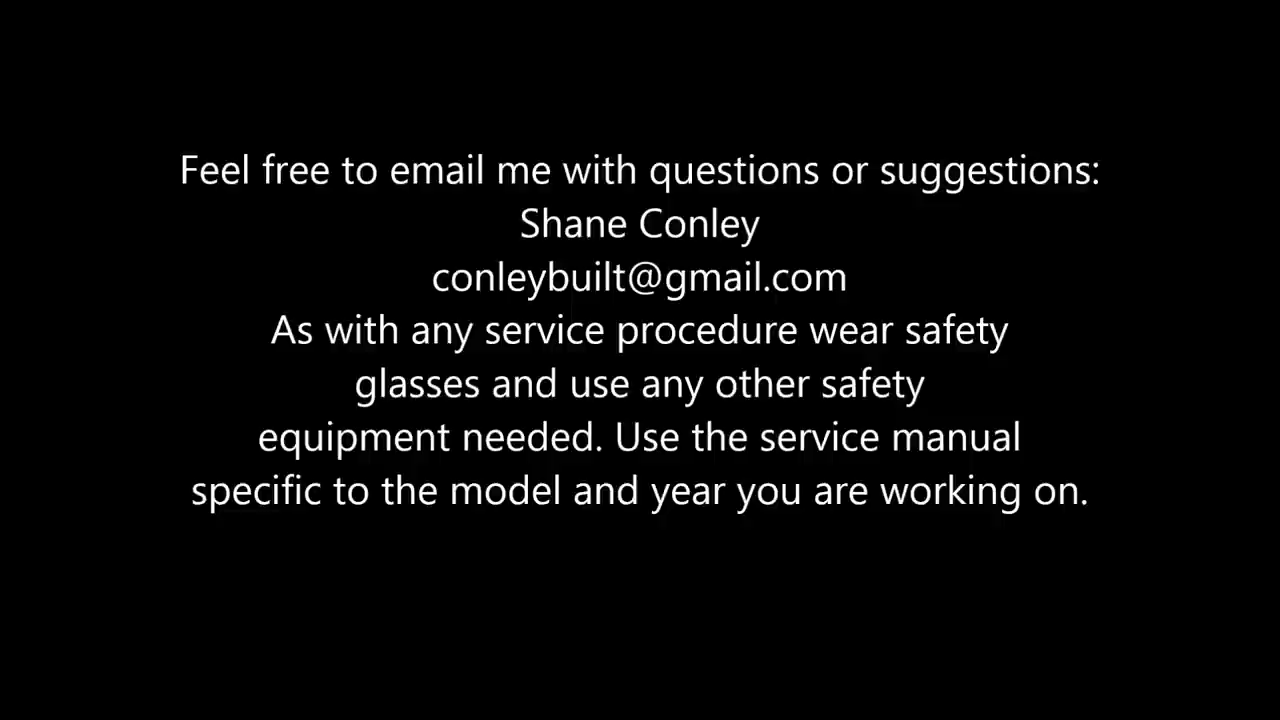 Feel free to email me with questions or suggestions:
Shane Conley
conleybuilt@gmail.com
As with any service procedure wear safety
glasses and use any other safety
equipment needed. Use the service manual
specific to the model and year you are working on.